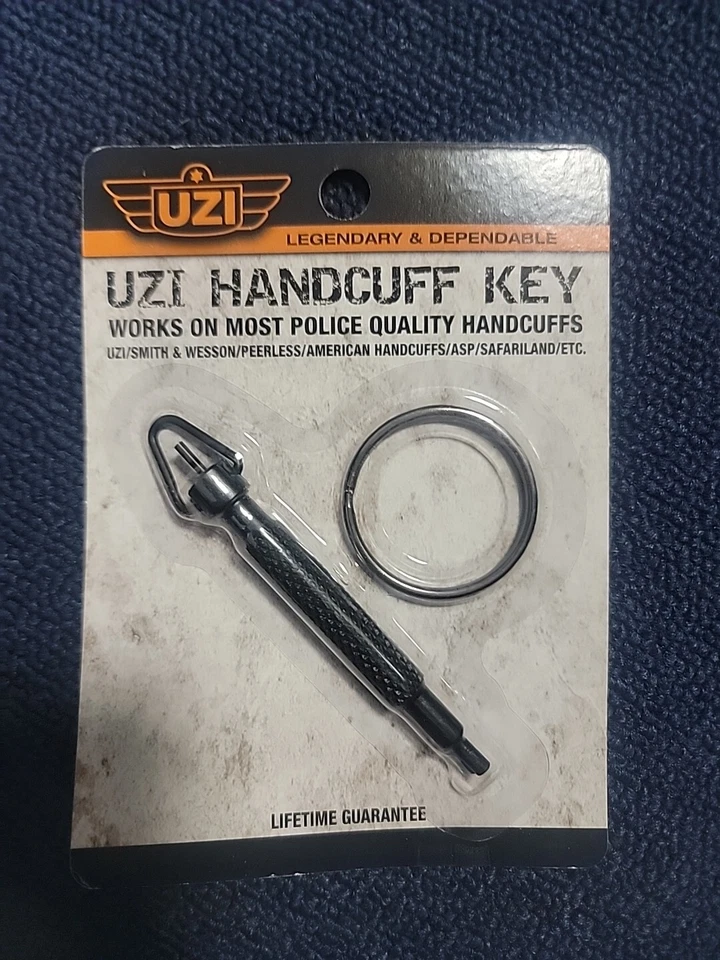 UZI
LEGENDARY & DEPENDABLE
UZI HANDCUFF KEY
WORKS ON MOST POLICE QUALITY HANDCUFFS
UZI/SMITH & WESSON/PEERLESS/AMERICAN HANDCUFFS/ASP/SAFARILAND/ETC.
LIFETIME GUARANTEE